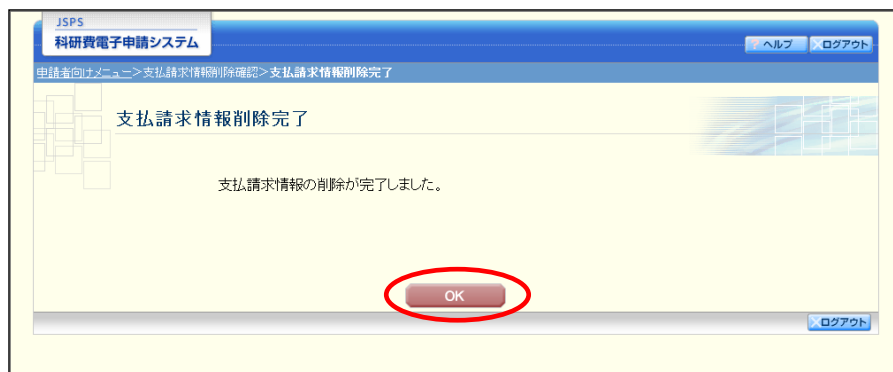 JSPS
科研費電子申請システム
? ヘルプ
ログアウト
申請者向けメニュー>支払請求情報削除確認>支払請求情報削除完了
支払請求情報削除完了
支払請求情報の削除が完了しました。
OK
ログアウト